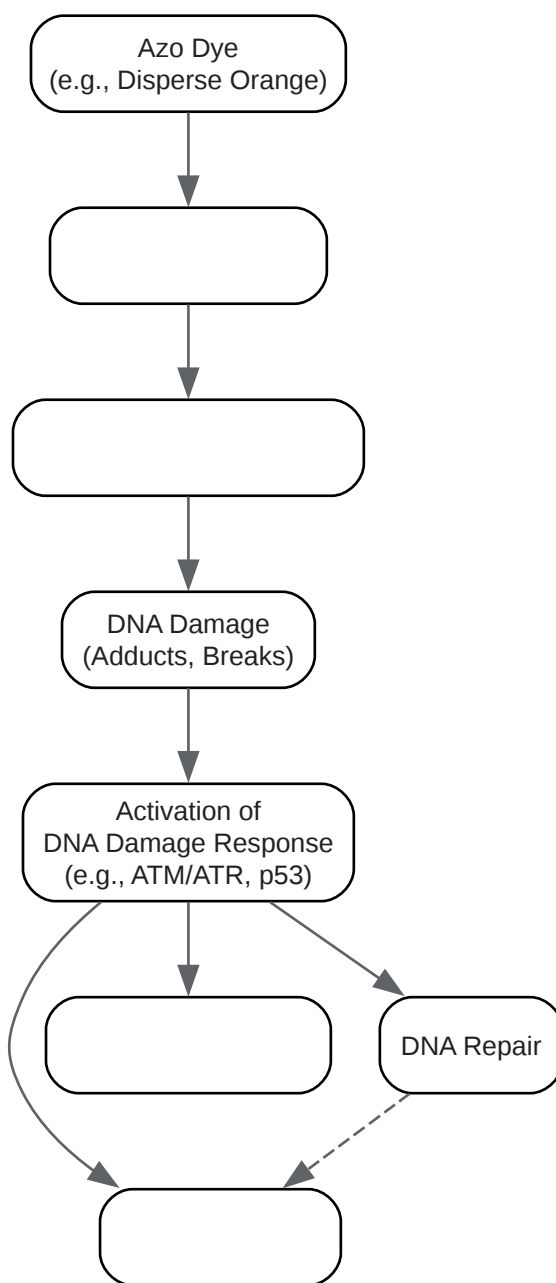 Azo Dye
(e.g., Disperse Orange)
DNA Damage
(Adducts, Breaks)
Activation of
DNA Damage Response
(e.g., ATM/ATR, p53)
DNA Repair